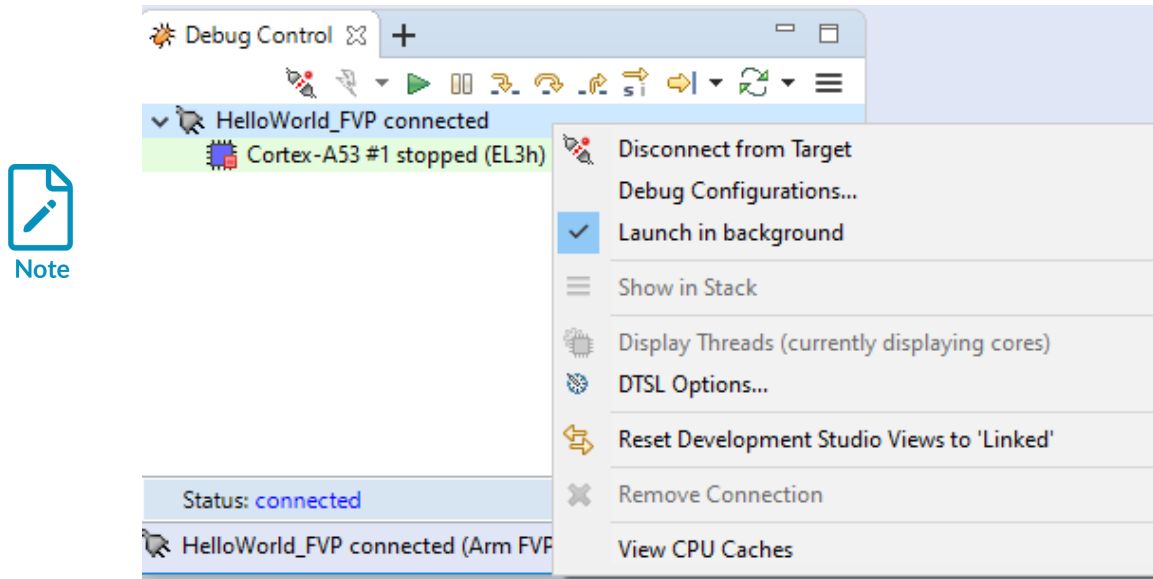 Debug Control
HelloWorld_FVP connected
Cortex-A53 #1 stopped (EL3h)
Note
Disconnect from Target
Debug Configurations...
Launch in background
Show in Stack
Display Threads (currently displaying cores)
DTSL Options...
Reset Development Studio Views to 'Linked'
Remove Connection
View CPU Caches
Status: connected
HelloWorld_FVP connected (Arm FVP